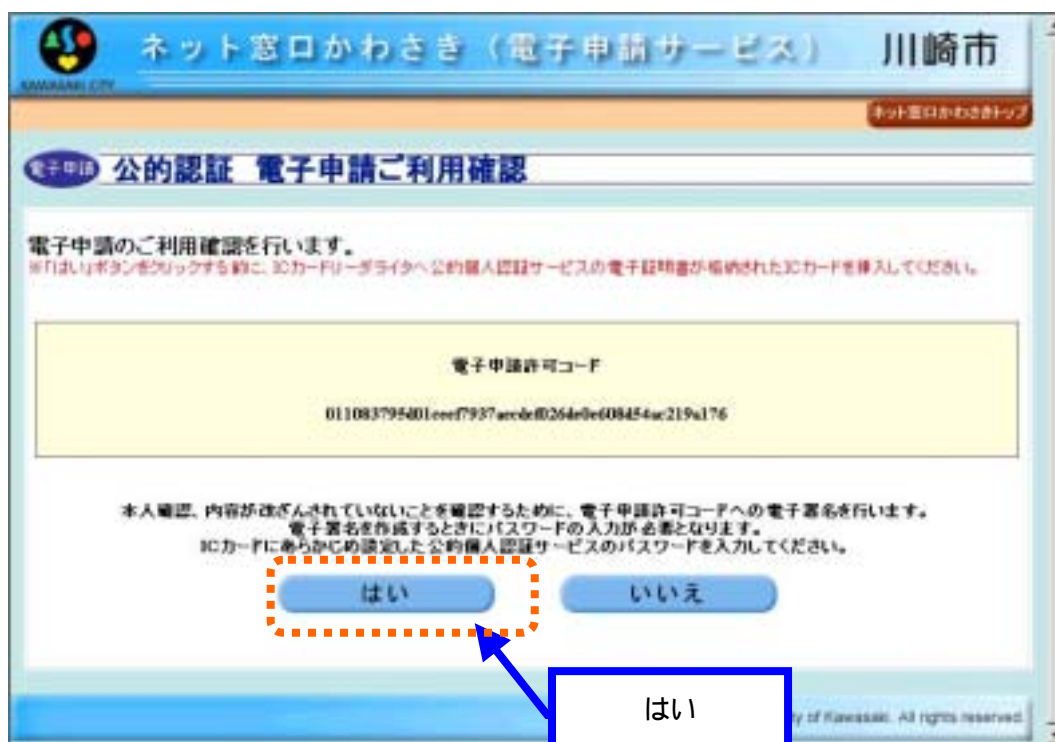 ネット窓口かわさき（電子申請サービス）
川崎市
KAWASAKI CITY
ネット窓口かわさきトップ
電子申請 公的認証 電子申請ご利用確認
電子申請のご利用確認を行います。
※「はい」ボタンをクリックする前に、ICカードリーダライタへ公的個人認証サービスの電子証明書が格納されたICカードを挿入してください。
電子申請許可コード
本人確認、内容が改ざんされていないことを確認するために、電子申請許可コードへの電子署名を行います。
電子署名を作成するときにパスワードの入力が必要となります。
ICカードにあらかじめ設定した公的個人認証サービスのパスワードを入力してください。
はい
いいえ
はい
ty of Kawasaki. All rights reserved.